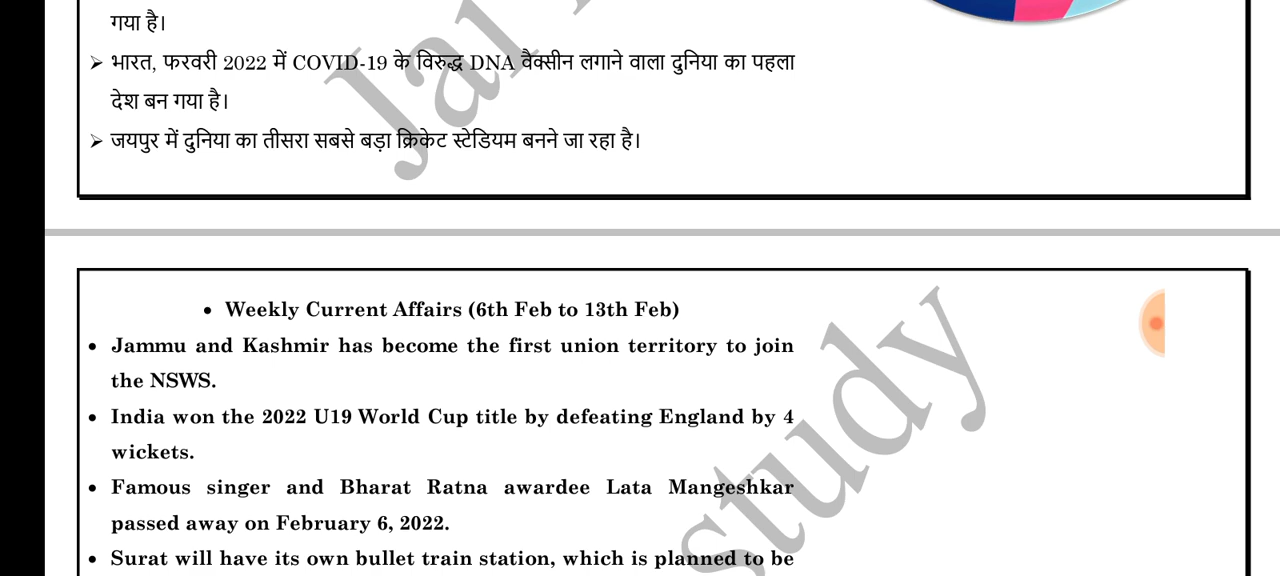 गया है।
➢ भारत, फरवरी 2022 में COVID-19 के विरुद्ध DNA वैक्सीन लगाने वाला दुनिया का पहला
देश बन गया है।
➢ जयपुर में दुनिया का तीसरा सबसे बड़ा क्रिकेट स्टेडियम बनने जा रहा है।
• Weekly Current Affairs (6th Feb to 13th Feb)
• Jammu and Kashmir has become the first union territory to join
the NSWS.
• India won the 2022 U19 World Cup title by defeating England by 4
wickets.
• Famous singer and Bharat Ratna awardee Lata Mangeshkar
passed away on February 6, 2022.
• Surat will have its own bullet train station, which is planned to be
Jai
study